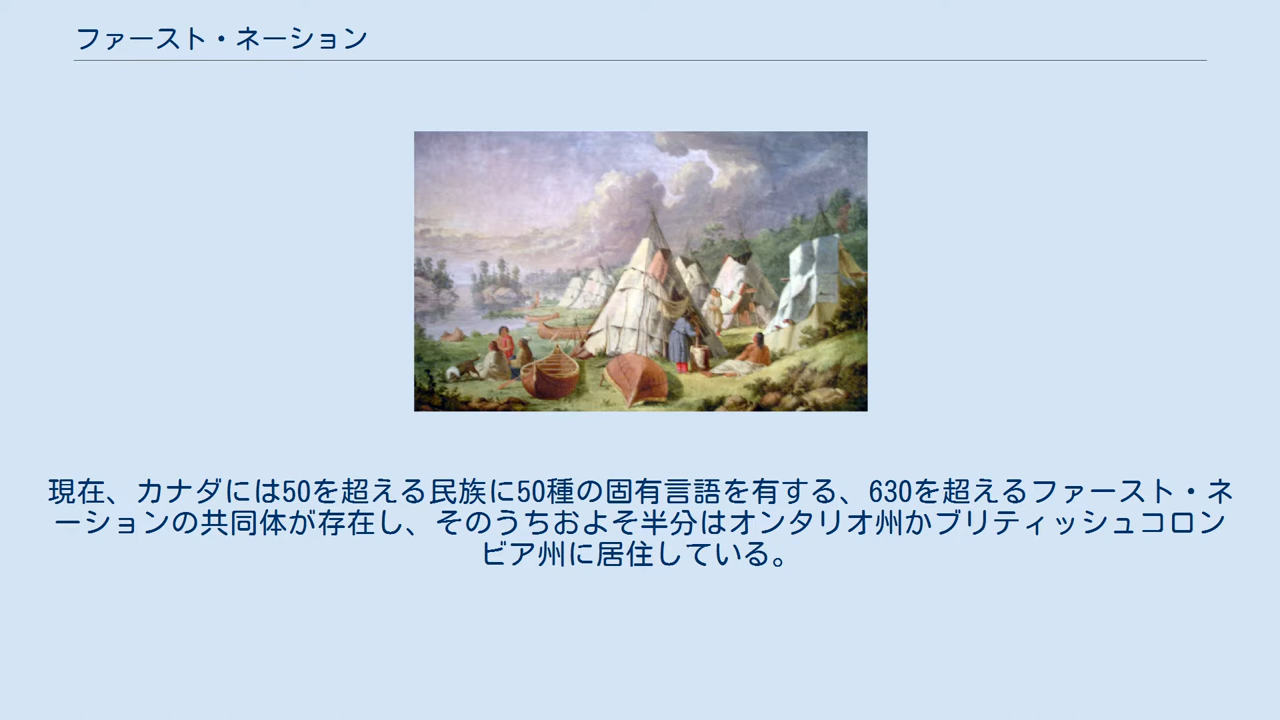 ファースト・ネーション
現在、カナダには50を超える民族に50種の固有言語を有する、630を超えるファースト・ネ
ーションの共同体が存在し、そのうちおよそ半分はオンタリオ州かブリティッシュコロン
ビア州に居住している。